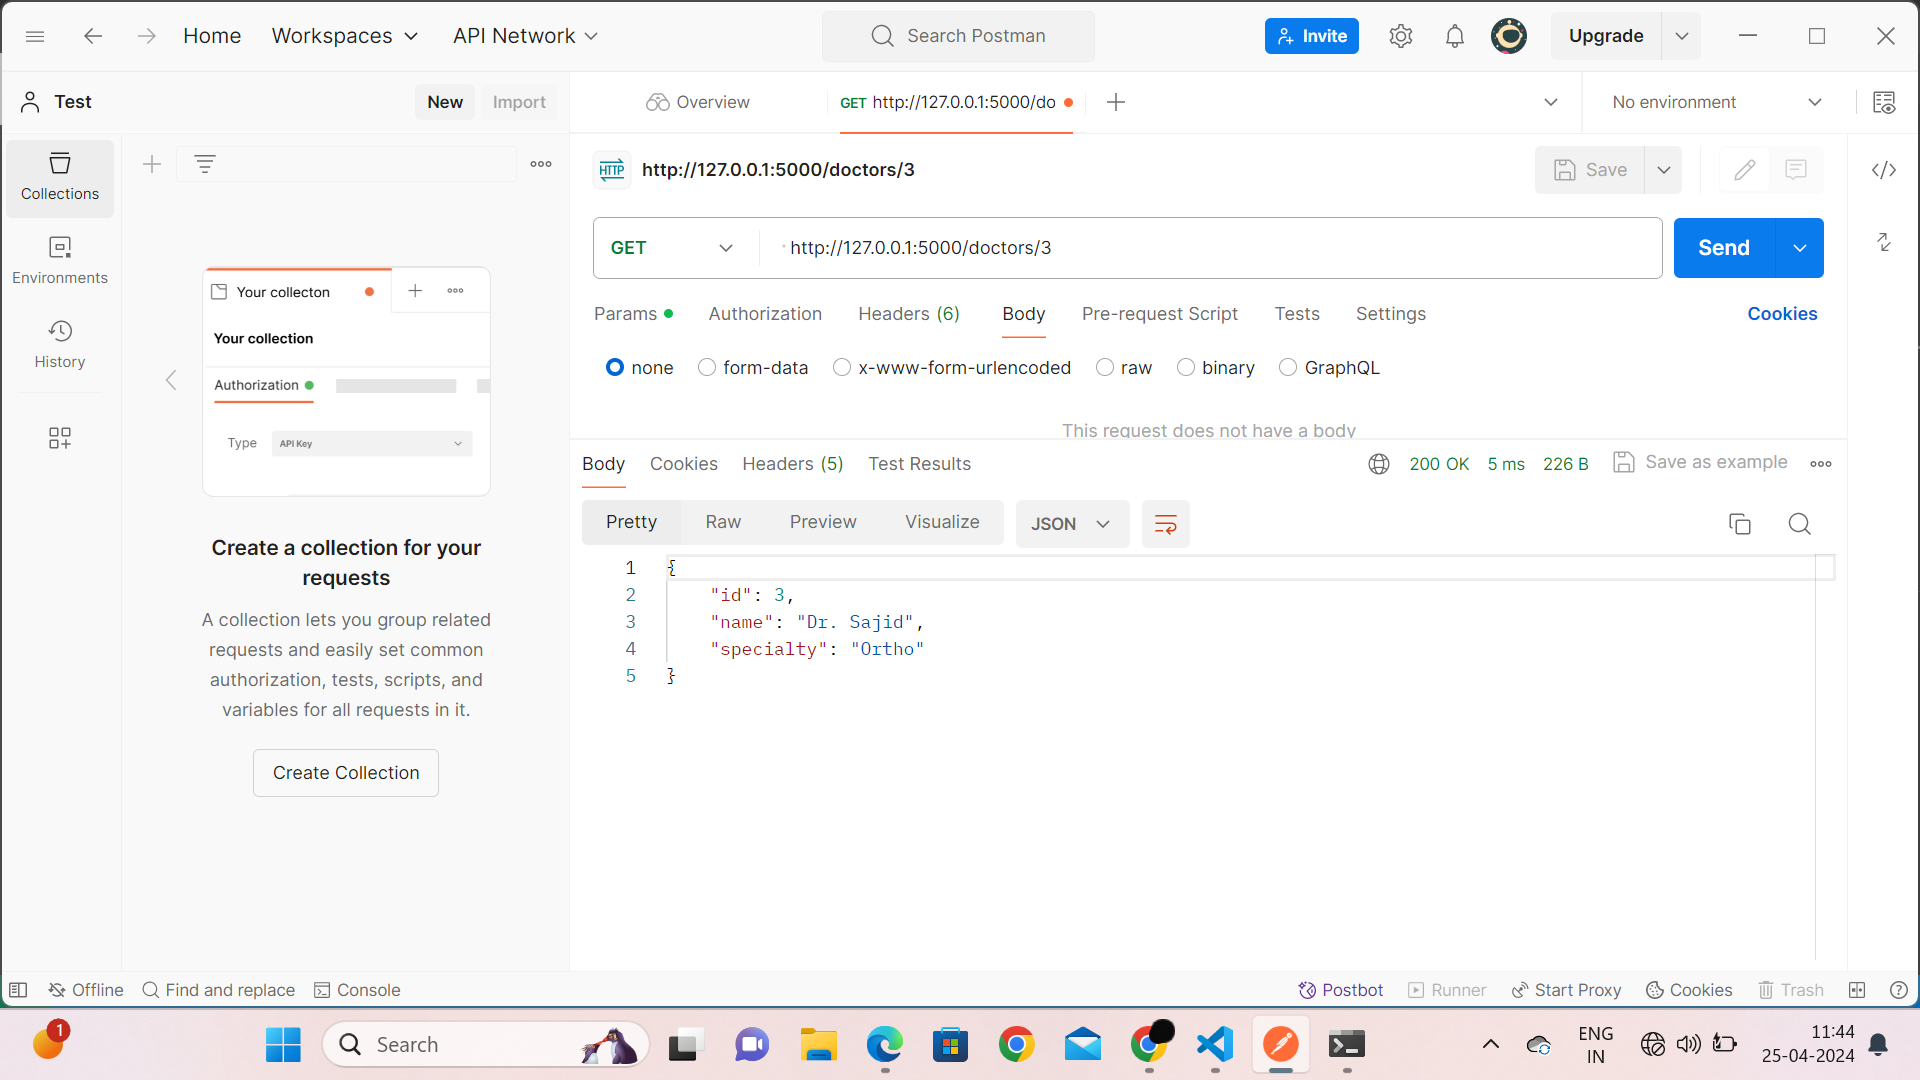 Home Workspaces API Network Search Postman Invite Upgrade
Test New Import Overview GET http://127.0.0.1:5000/do No environment
Collections
Environments
History
Your collecton
Your collection
Authorization
Type API Key
Create a collection for your
requests
A collection lets you group related
requests and easily set common
authorization, tests, scripts, and
variables for all requests in it.
Create Collection
HTTP http://127.0.0.1:5000/doctors/3 Save </>
GET http://127.0.0.1:5000/doctors/3 Send
Params Authorization Headers (6) Body Pre-request Script Tests Settings Cookies
none form-data x-www-form-urlencoded raw binary GraphQL
This request does not have a body
Body Cookies Headers (5) Test Results 200 OK 5 ms 226 B Save as example
Pretty Raw Preview Visualize JSON
1 {
2 "id": 3,
3 "name": "Dr. Sajid",
4 "specialty": "Ortho"
5 }
Offline Find and replace Console Postbot Runner Start Proxy Cookies Trash
1 Search ENG 11:44
IN 25-04-2024